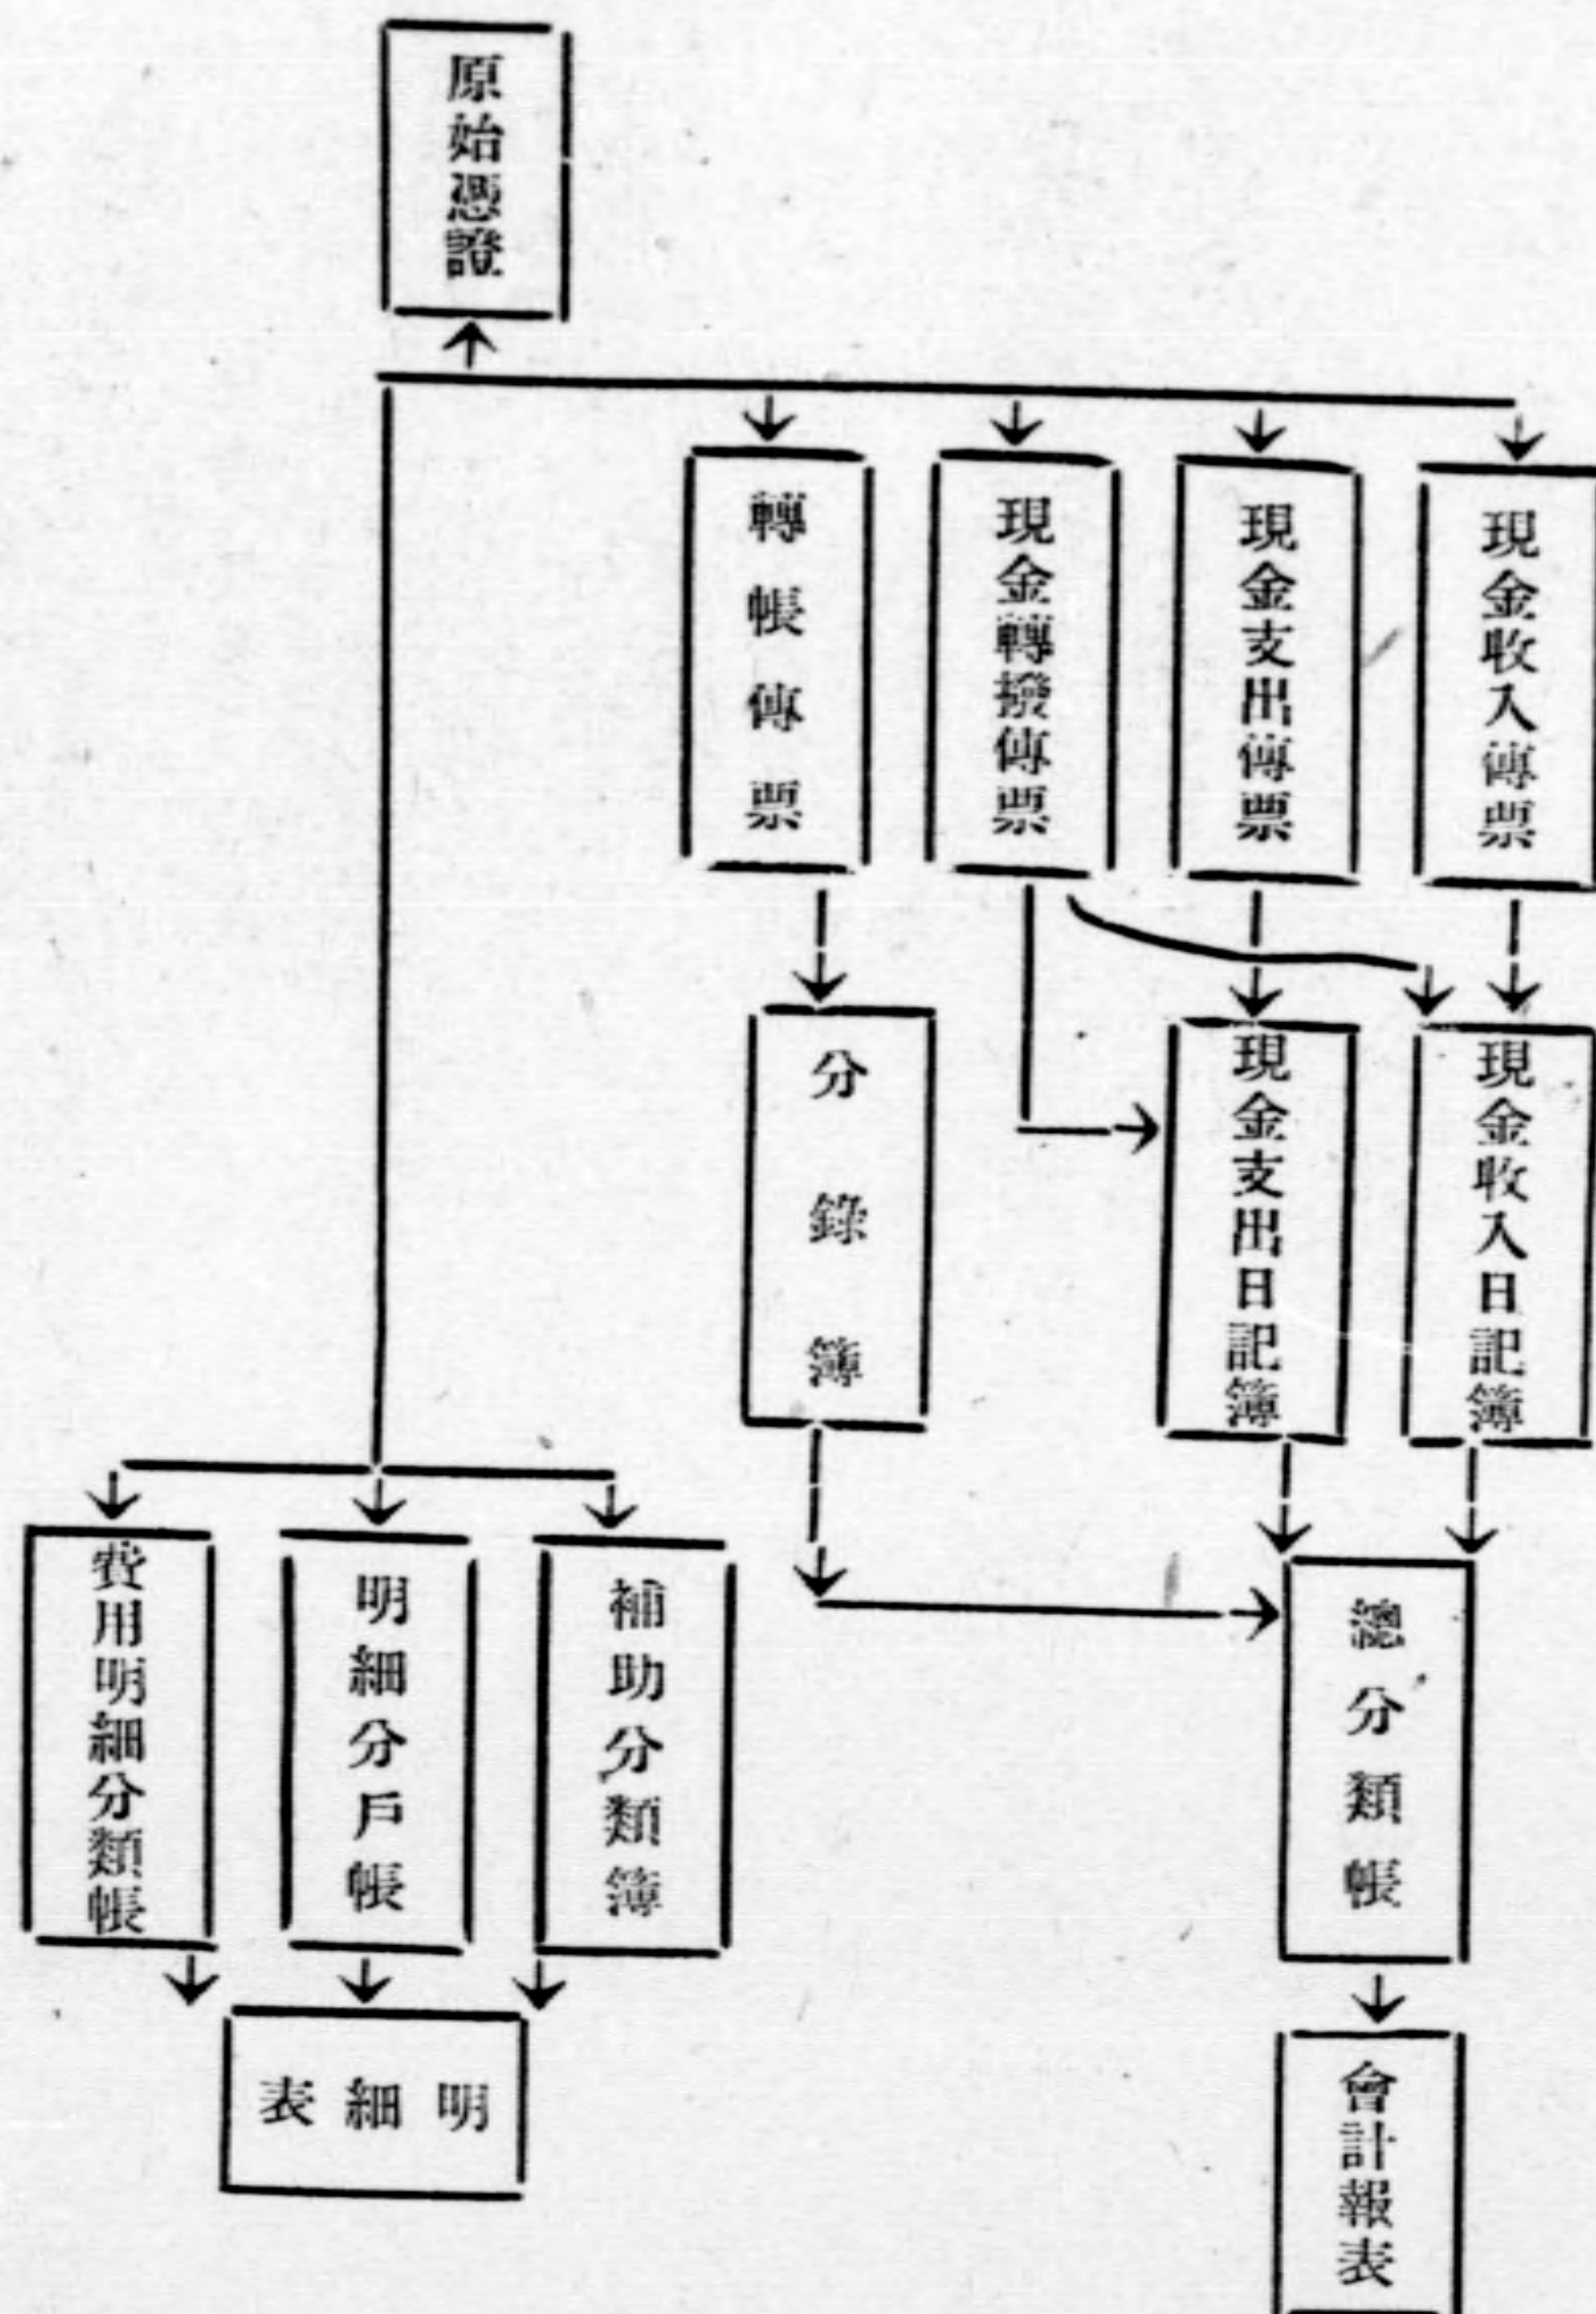 原始憑證
現金收入傳票
現金支出傳票
現金轉撥傳票
轉帳傳票
現金收入日記簿
現金支出日記簿
分錄簿
總分類帳
補助分類簿
明細分戶帳
費用明細分類帳
明細表
會計報表